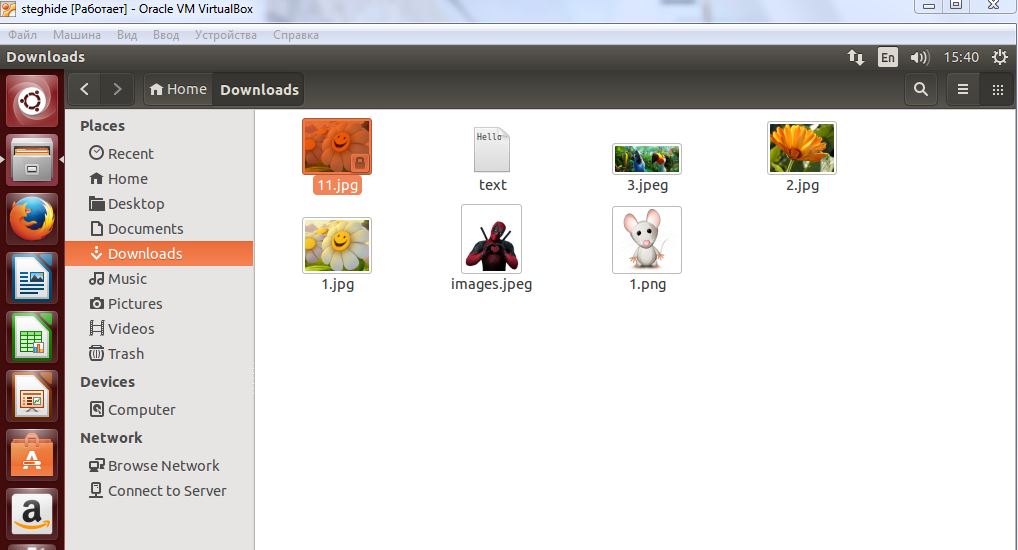 steghide [Работает] - Oracle VM VirtualBox
Файл Машина Вид Ввод Устройства Справка
Downloads En 15:40
Home Downloads
Places
Recent
Home
Desktop
Documents
Downloads
Music
Pictures
Videos
Trash
Devices
Computer
Network
Browse Network
Connect to Server
Hello
11.jpg text 3.jpeg 2.jpg
1.jpg images.jpeg 1.png